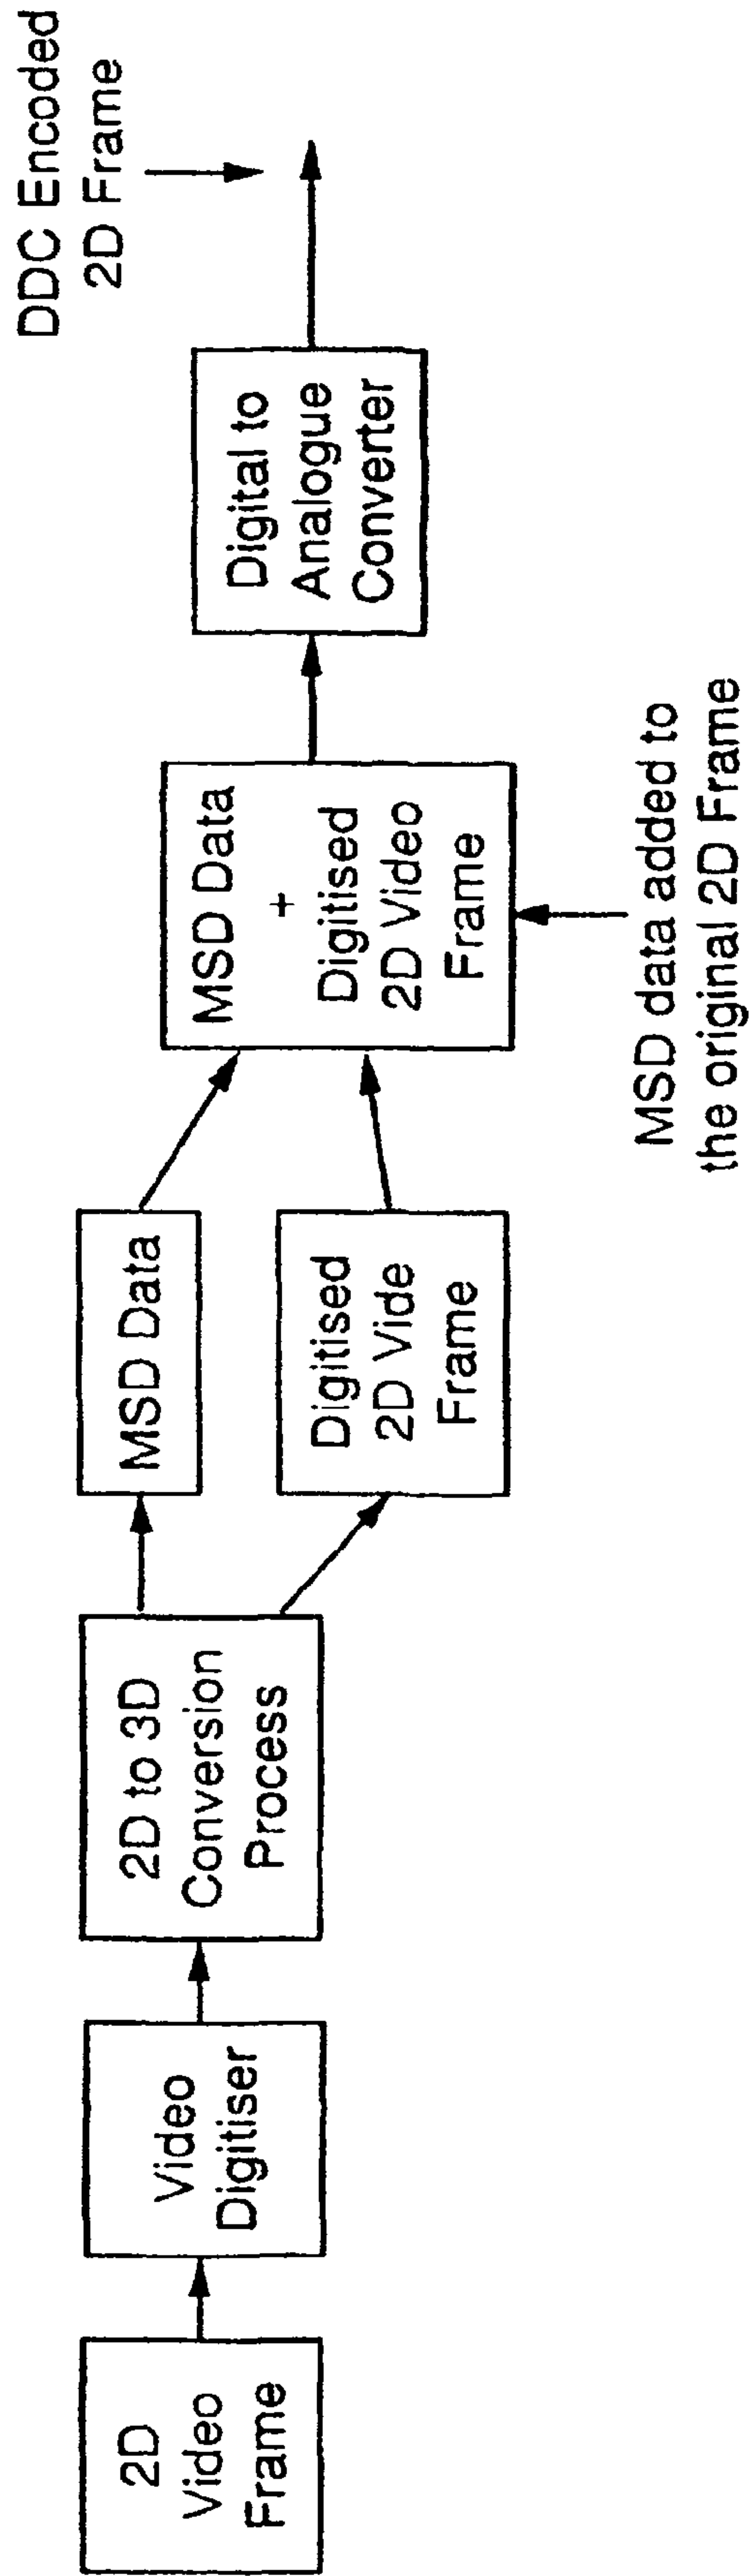 2D
Video
Frame
Video
Digitiser
2D to 3D
Conversion
Process
MSD Data
Digitised
2D Vide
Frame
MSD Data
+
Digitised
2D Video
Frame
MSD data added to
the original 2D Frame
Digital to
Analogue
Converter
DDC Encoded
2D Frame